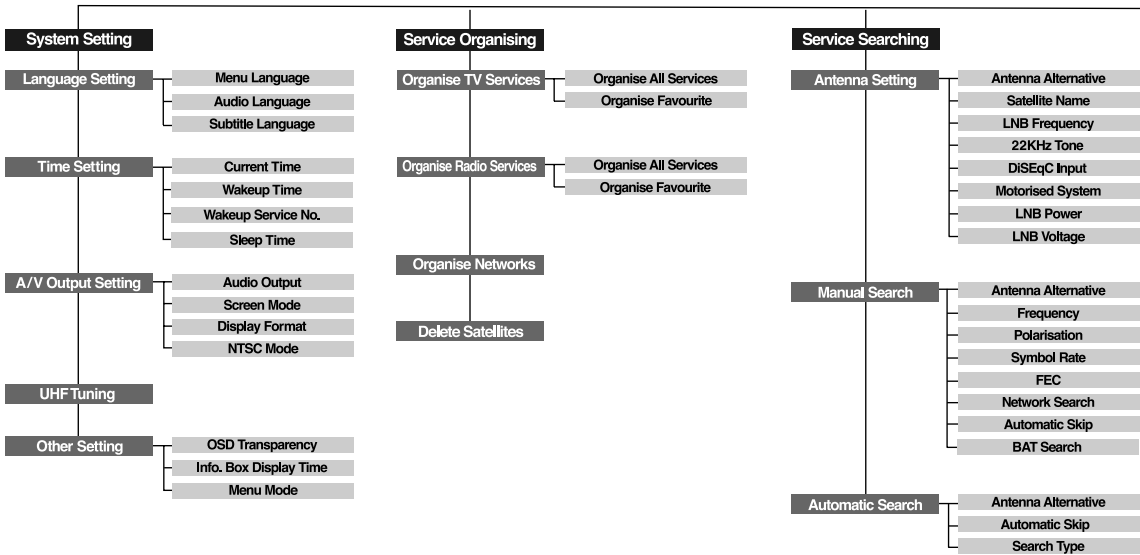 System Setting
Language Setting
Menu Language
Audio Language
Subtitle Language
Time Setting
Current Time
Wakeup Time
Wakeup Service No.
Sleep Time
A/V Output Setting
Audio Output
Screen Mode
Display Format
NTSC Mode
UHF Tuning
Other Setting
OSD Transparency
Info. Box Display Time
Menu Mode
Service Organising
Organise TV Services
Organise All Services
Organise Favourite
Organise Radio Services
Organise All Services
Organise Favourite
Organise Networks
Delete Satellites
Service Searching
Antenna Setting
Antenna Alternative
Satellite Name
LNB Frequency
22KHz Tone
DiSEqC Input
Motorised System
LNB Power
LNB Voltage
Manual Search
Antenna Alternative
Frequency
Polarisation
Symbol Rate
FEC
Network Search
Automatic Skip
BAT Search
Automatic Search
Antenna Alternative
Automatic Skip
Search Type